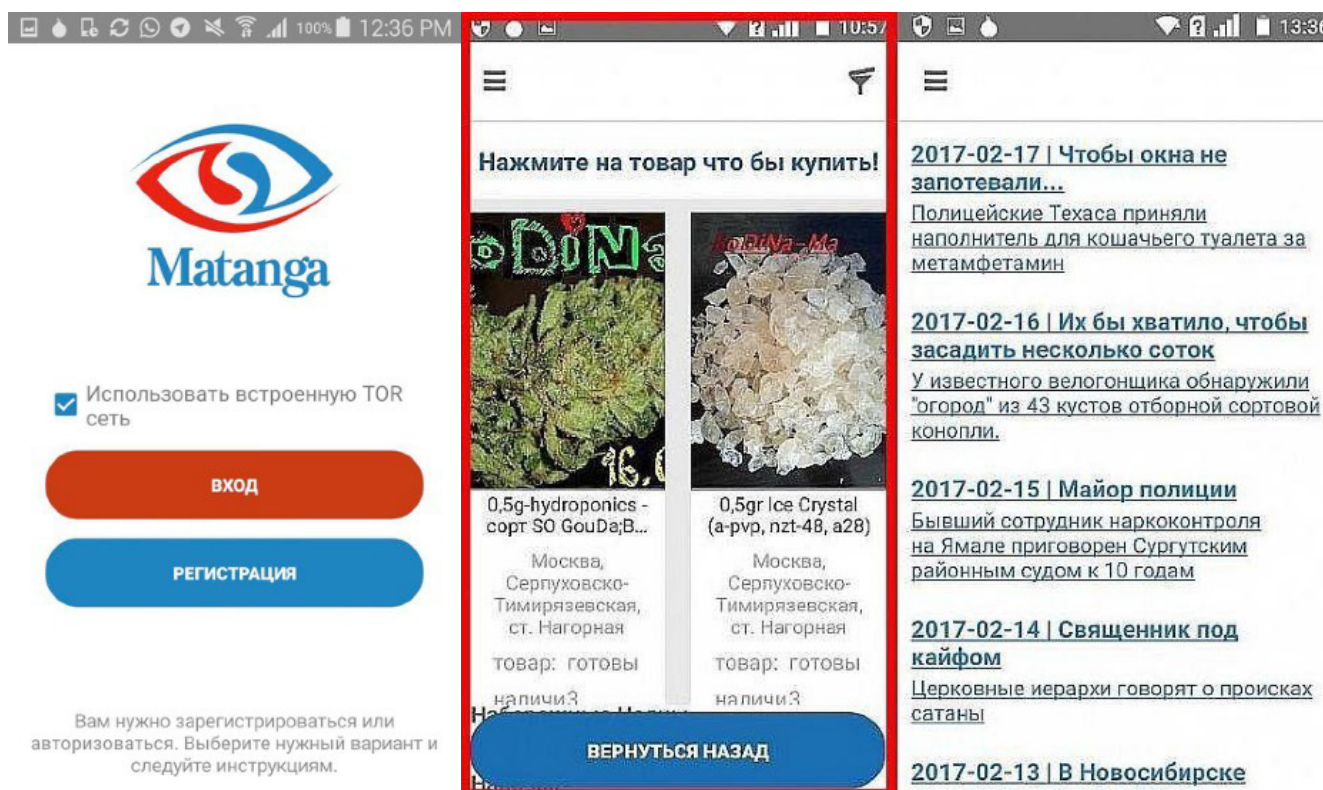 100% 12:36 PM
Matanga
Использовать встроенную TOR
сеть
ВХОД
РЕГИСТРАЦИЯ
Вам нужно зарегистрироваться или
авторизоваться. Выберите нужный вариант и
следуйте инструкциям.
10:57
Нажмите на товар что бы купить!
KoDiNa-Ma
0,5g-hydroponics -
сорт SO GouDa;B...
Москва,
Серпуховско-
Тимирязевская,
ст. Нагорная
товар: готовы
наличи3
0,5gr Ice Crystal
(a-pvp, nzt-48, a28)
Москва,
Серпуховско-
Тимирязевская,
ст. Нагорная
товар: готовы
наличи3
ВЕРНУТЬСЯ НАЗАД
13:36
2017-02-17 | Чтобы окна не
запотевали...
Полицейские Техаса приняли
наполнитель для кошачьего туалета за
метамфетамин
2017-02-16 | Их бы хватило, чтобы
засадить несколько соток
У известного велогонщика обнаружили
"огород" из 43 кустов отборной сортовой
конопли.
2017-02-15 | Майор полиции
Бывший сотрудник наркоконтроля
на Ямале приговорен Сургутским
районным судом к 10 годам
2017-02-14 | Священник под
кайфом
Церковные иерархи говорят о происках
сатаны
2017-02-13 | В Новосибирске